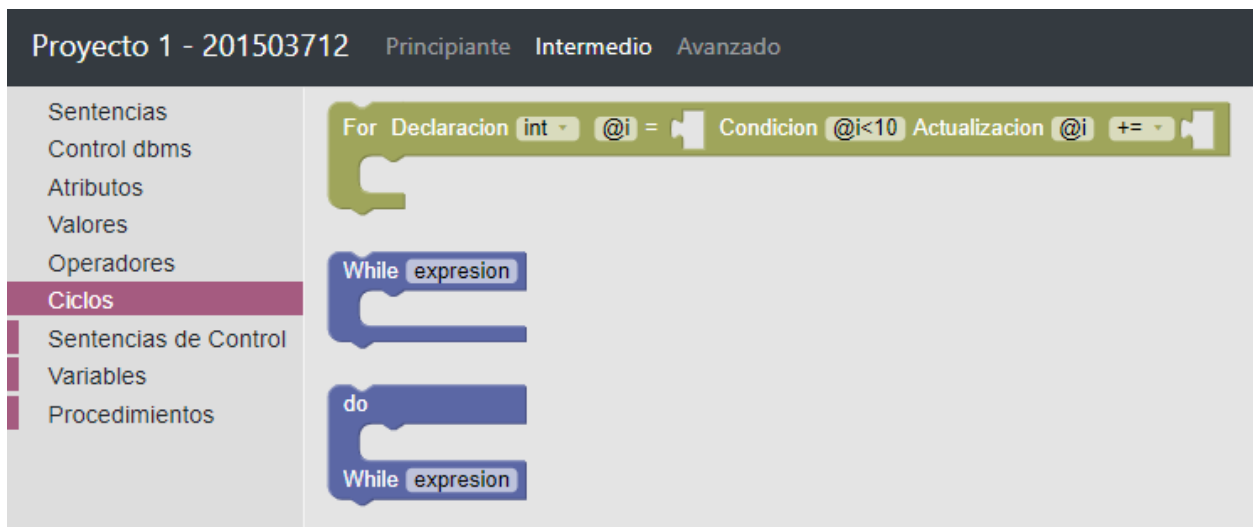 Proyecto 1 - 201503712 Principiante Intermedio Avanzado
Sentencias
Control dbms
Atributos
Valores
Operadores
Ciclos
Sentencias de Control
Variables
Procedimientos
For Declaracion int @i = Condicion @i<10 Actualizacion @i +=
While expresion
do
While expresion